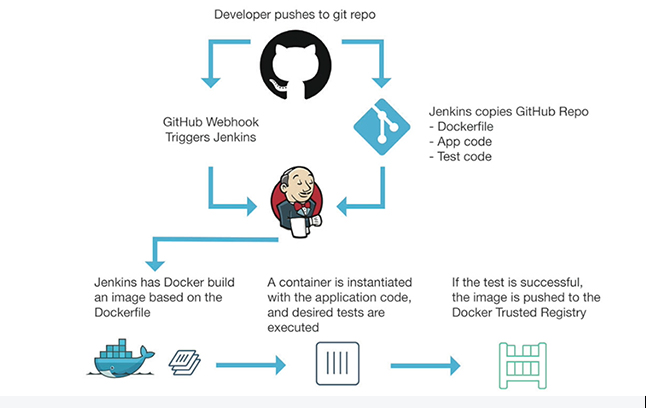 Developer pushes to git repo
GitHub Webhook
Triggers Jenkins
Jenkins copies GitHub Repo
- Dockerfile
- App code
- Test code
Jenkins has Docker build
an image based on the
Dockerfile
A container is instantiated
with the application code,
and desired tests are
executed
If the test is successful,
the image is pushed to the
Docker Trusted Registry